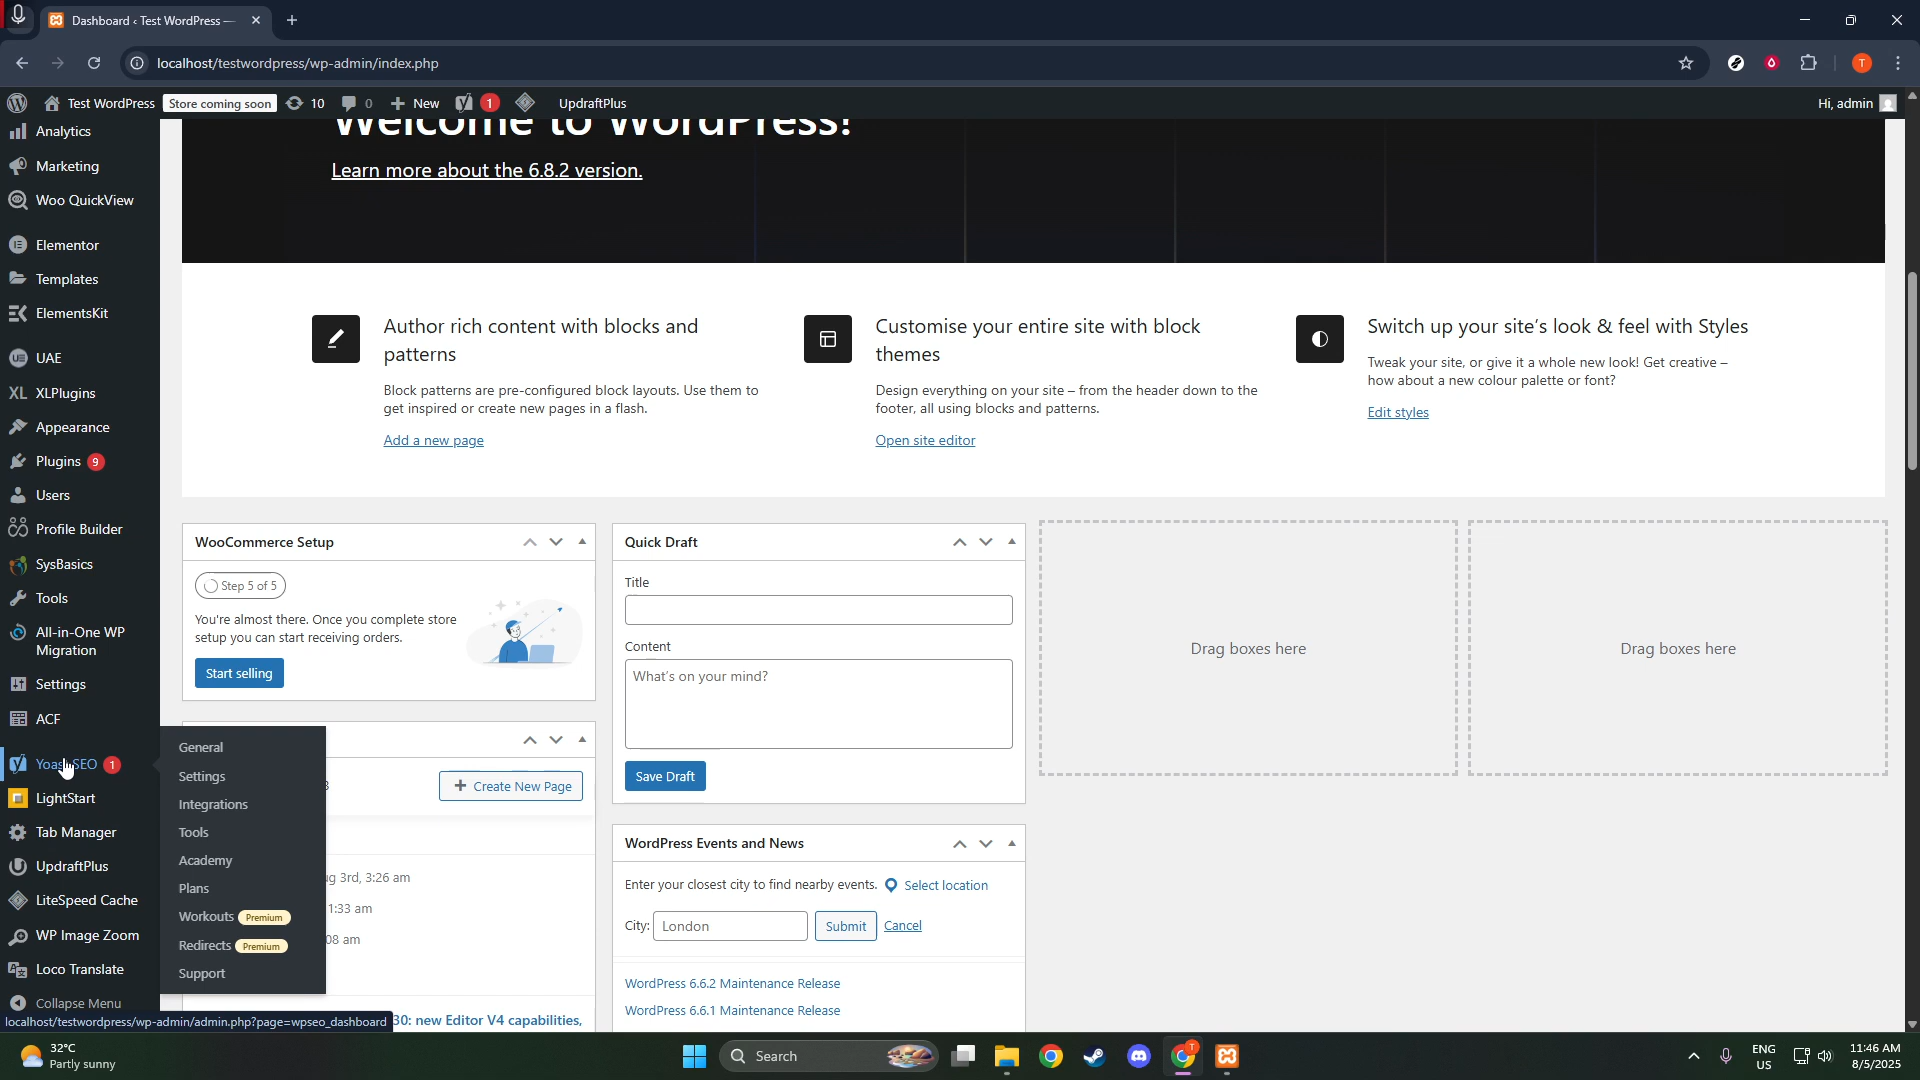 Dashboard ‹ Test WordPress —
localhost/testwordpress/wp-admin/index.php
T
Test WordPress
Store coming soon
10
0
New
1
UpdraftPlus
Hi, admin
Analytics
Marketing
Woo QuickView
Elementor
Templates
ElementsKit
UAE
XL XLPlugins
Appearance
Plugins 9
Users
Profile Builder
SysBasics
Tools
All-in-One WP
Migration
Settings
ACF
Yoast SEO 1
LightStart
Tab Manager
UpdraftPlus
LiteSpeed Cache
WP Image Zoom
Loco Translate
Collapse Menu
General
Settings
Integrations
Tools
Academy
Plans
Workouts Premium
Redirects Premium
Support
localhost/testwordpress/wp-admin/admin.php?page=wpseo_dashboard
Welcome to WordPress!
Learn more about the 6.8.2 version.
Author rich content with blocks and
patterns
Block patterns are pre-configured block layouts. Use them to
get inspired or create new pages in a flash.
Add a new page
Customise your entire site with block
themes
Design everything on your site – from the header down to the
footer, all using blocks and patterns.
Open site editor
Switch up your site's look & feel with Styles
Tweak your site, or give it a whole new look! Get creative –
how about a new colour palette or font?
Edit styles
WooCommerce Setup
Step 5 of 5
You're almost there. Once you complete store
setup you can start receiving orders.
Start selling
Create New Page
3rd, 3:26 am
1:33 am
08 am
30: new Editor V4 capabilities,
Quick Draft
Title
Content
What's on your mind?
Save Draft
WordPress Events and News
Enter your closest city to find nearby events. Select location
City: London Submit Cancel
WordPress 6.6.2 Maintenance Release
WordPress 6.6.1 Maintenance Release
Drag boxes here
Drag boxes here
32°C
Partly sunny
Search
ENG
US
11:46 AM
8/5/2025